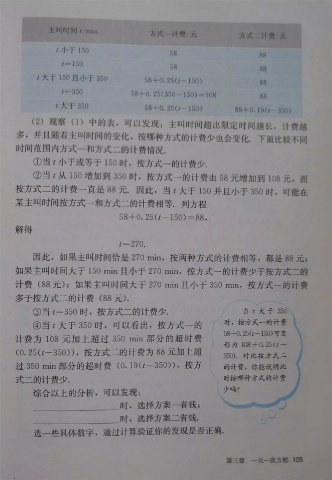 主叫时间 t/min 方式一计费/元 方式二计费/元
t 小于 150 58 88
t=150 58 88
t 大于 150 且小于 350 58+0.25(t-150) 88
t=350 58+0.25(350-150)=108 88
t 大于 350 58+0.25(t-150) 88+0.19(t-350)
(2) 观察 (1) 中的表，可以发现：主叫时间超出限定时间越长，计费越
多，并且随着主叫时间的变化，按哪种方式的计费少也会变化. 下面比较不同
时间范围内方式一和方式二的计费情况.
①当 t 小于或等于 150 时，按方式一的计费少.
②当 t 从 150 增加到 350 时，按方式一的计费由 58 元增加到 108 元，而
按方式二的计费一直是 88 元. 因此，当 t 大于 150 并且小于 350 时，可能在
某主叫时间按方式一和方式二的计费相等. 列方程
58+0.25(t-150)=88，
解得
t=270.
因此，如果主叫时间恰是 270 min，按两种方式的计费相等，都是 88 元；
如果主叫时间大于 150 min 且小于 270 min，按方式一的计费少于按方式二的
计费（88 元）；如果主叫时间大于 270 min 且小于 350 min，按方式一的计费
多于按方式二的计费（88 元）.
③当 t=350 时，按方式二的计费少.
④当 t 大于 350 时，可以看出，按方式一的
计费为 108 元加上超过 350 min 部分的超时费
(0.25(t-350))，按方式二的计费为 88 元加上超
过 350 min 部分的超时费 (0.19(t-350))，按方
式二的计费少.
综合以上的分析，可以发现：
时，选择方案一省钱；
时，选择方案二省钱.
选一些具体数字，通过计算验证你的发现是否正确.
当 t 大于 350
时，按方式一的计费
58+0.25(t-150)可变
形为 108+0.25(t-
350). 对比按方式二
的计费，你能说明此
时按哪种方式的计费
少吗？
第三章 一元一次方程 105